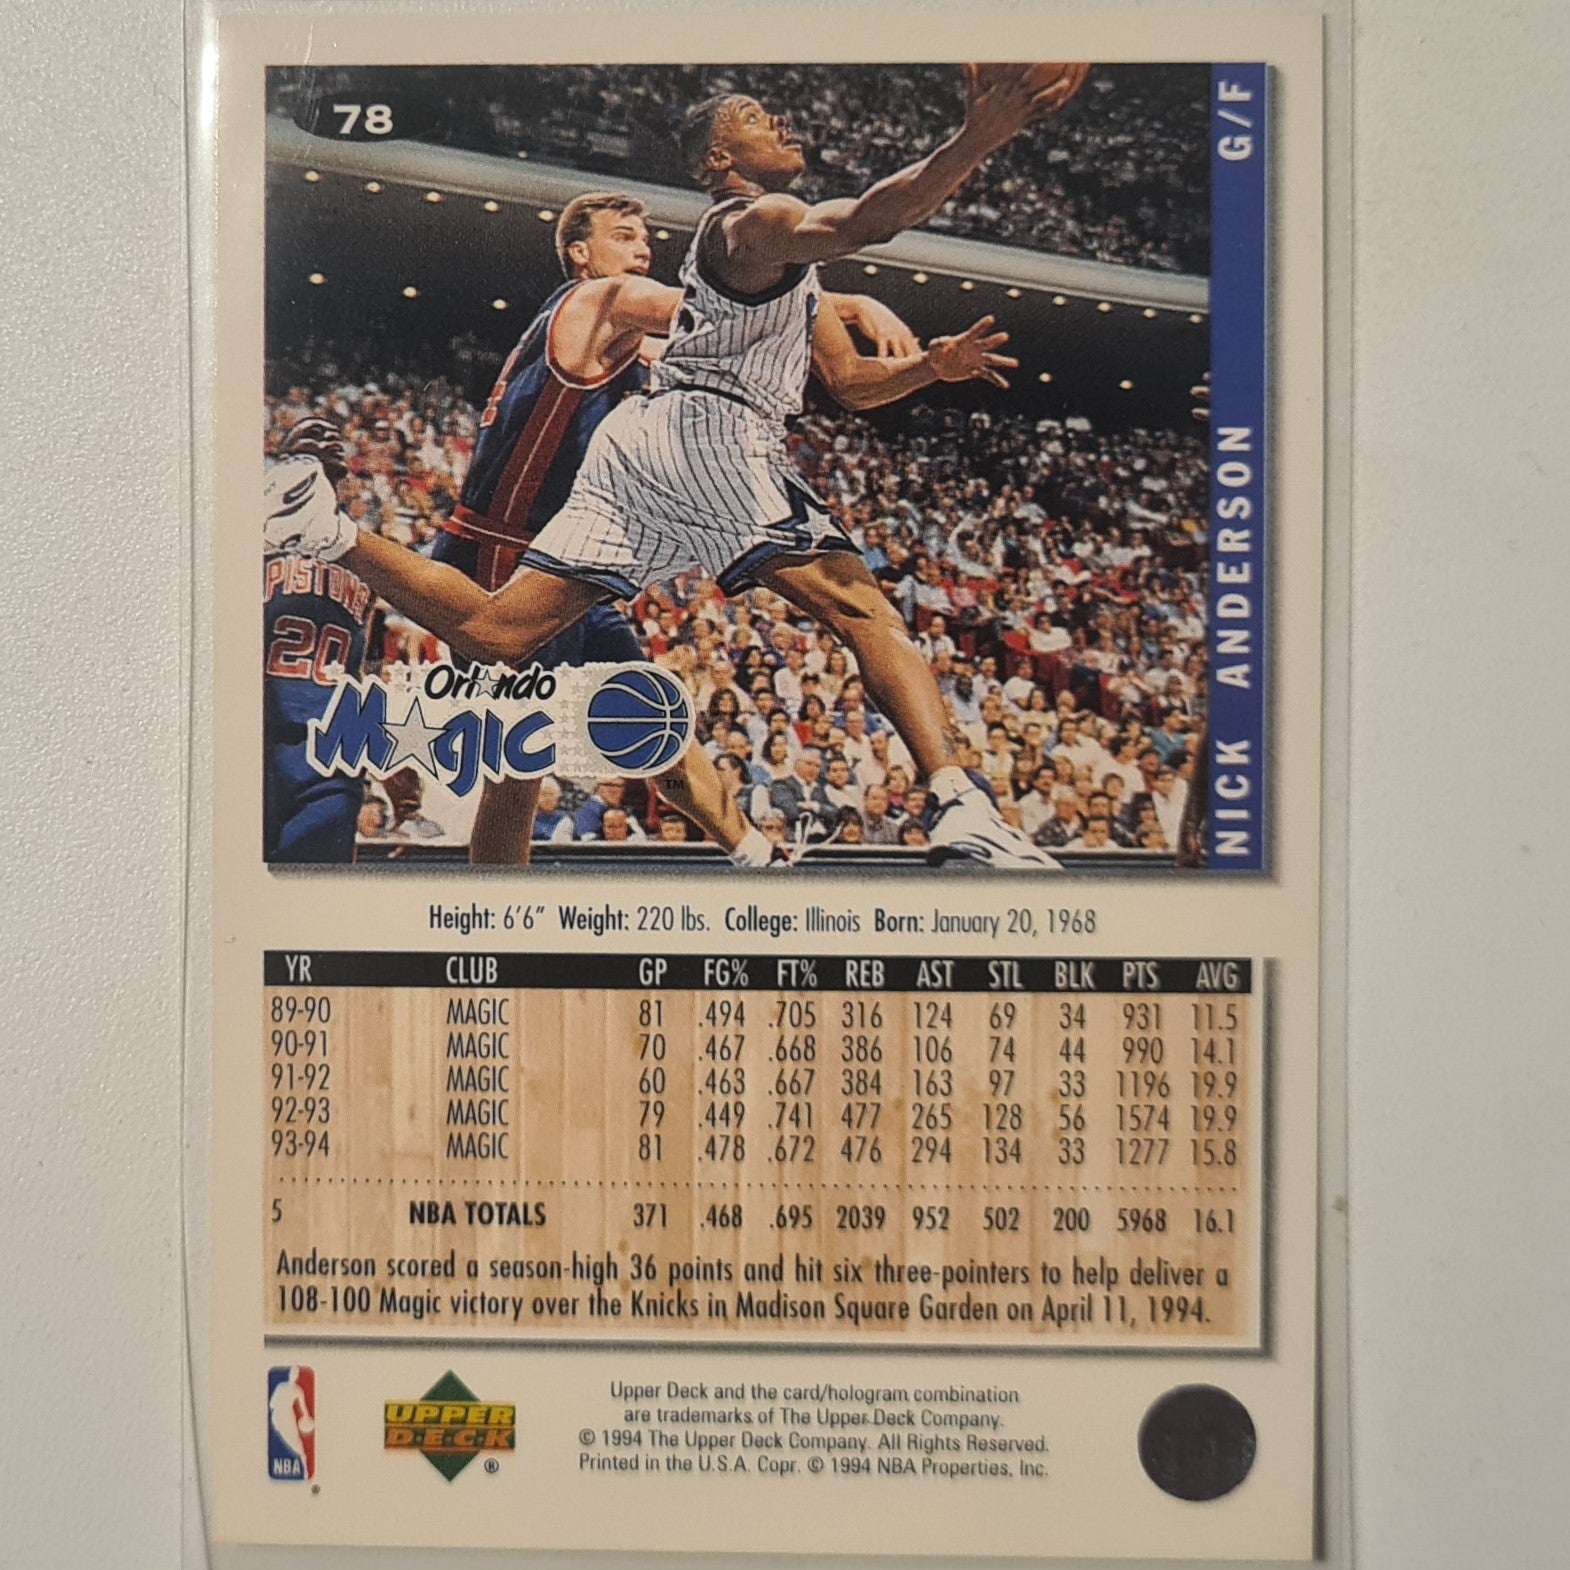 78
G/F
NICK ANDERSON
PISTONS
20
Orlando
Magic
TM
Height: 6'6" Weight: 220 lbs. College: Illinois Born: January 20, 1968
YR CLUB GP FG% FT% REB AST STL BLK PTS AVG
89-90 MAGIC 81 .494 .705 316 124 69 34 931 11.5
90-91 MAGIC 70 .467 .668 386 106 74 44 990 14.1
91-92 MAGIC 60 .463 .667 384 163 97 33 1196 19.9
92-93 MAGIC 79 .449 .741 477 265 128 56 1574 19.9
93-94 MAGIC 81 .478 .672 476 294 134 33 1277 15.8
5 NBA TOTALS 371 .468 .695 2039 952 502 200 5968 16.1
Anderson scored a season-high 36 points and hit six three-pointers to help deliver a
108-100 Magic victory over the Knicks in Madison Square Garden on April 11, 1994.
NBA
®
UPPER
D·E·C·K
®
Upper Deck and the card/hologram combination
are trademarks of The Upper Deck Company.
© 1994 The Upper Deck Company. All Rights Reserved.
Printed in the U.S.A. Copr. © 1994 NBA Properties, Inc.